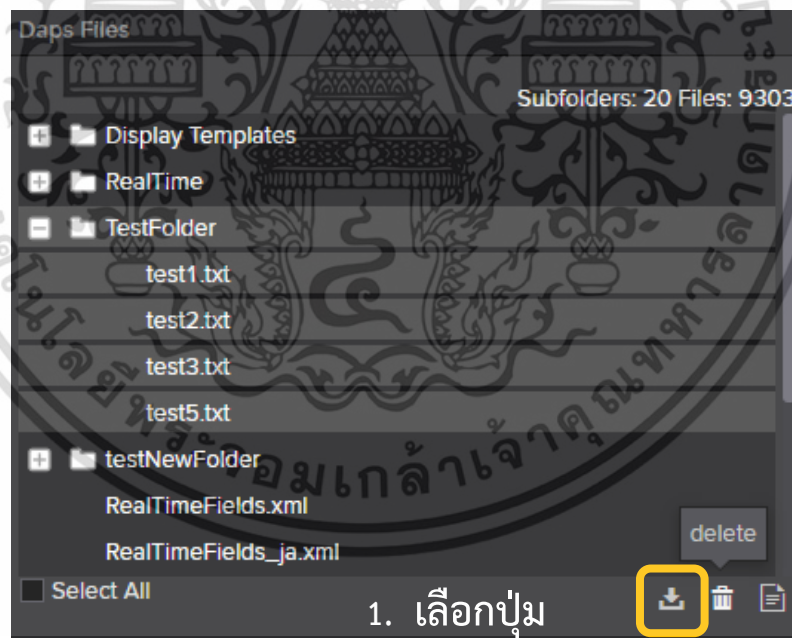 Daps Files
Subfolders: 20 Files: 9303
Display Templates
RealTime
TestFolder
test1.txt
test2.txt
test3.txt
test5.txt
testNewFolder
RealTimeFields.xml
RealTimeFields_ja.xml
delete
Select All
1. เลือกปุ่ม